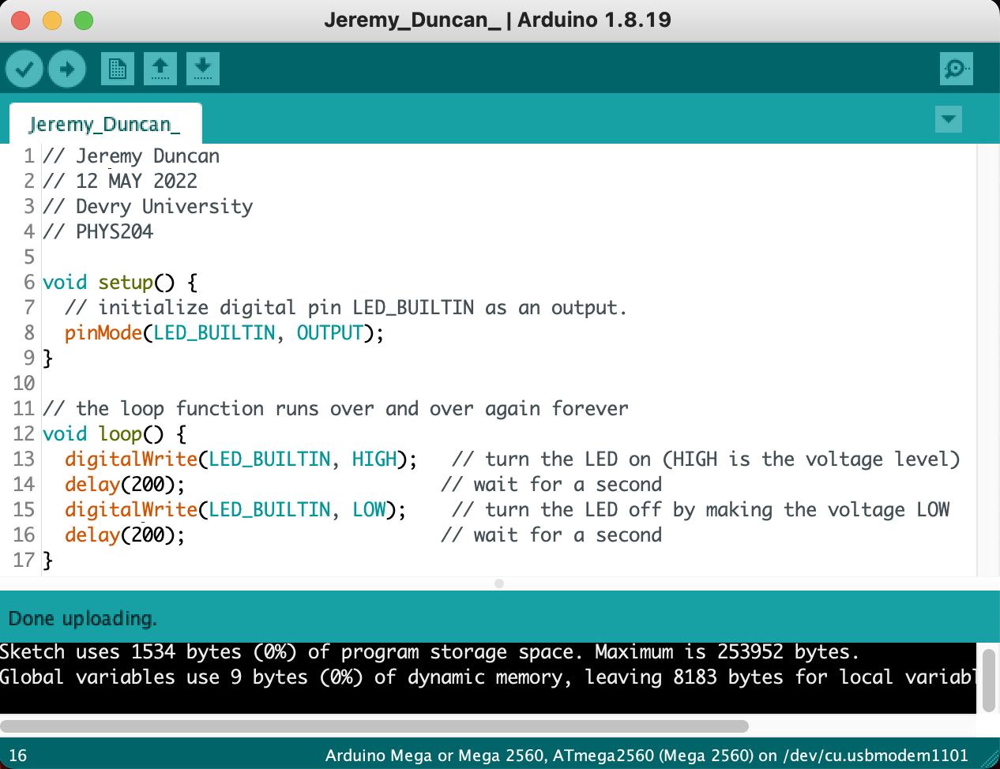 Jeremy_Duncan_ | Arduino 1.8.19
Jeremy_Duncan_
1 // Jeremy Duncan
2 // 12 MAY 2022
3 // Devry University
4 // PHYS204
5
6 void setup() {
7   // initialize digital pin LED_BUILTIN as an output.
8   pinMode(LED_BUILTIN, OUTPUT);
9 }
10
11 // the loop function runs over and over again forever
12 void loop() {
13   digitalWrite(LED_BUILTIN, HIGH);   // turn the LED on (HIGH is the voltage level)
14   delay(200);                       // wait for a second
15   digitalWrite(LED_BUILTIN, LOW);    // turn the LED off by making the voltage LOW
16   delay(200);                       // wait for a second
17 }
Done uploading.
Sketch uses 1534 bytes (0%) of program storage space. Maximum is 253952 bytes.
Global variables use 9 bytes (0%) of dynamic memory, leaving 8183 bytes for local variabl
16 Arduino Mega or Mega 2560, ATmega2560 (Mega 2560) on /dev/cu.usbmodem1101